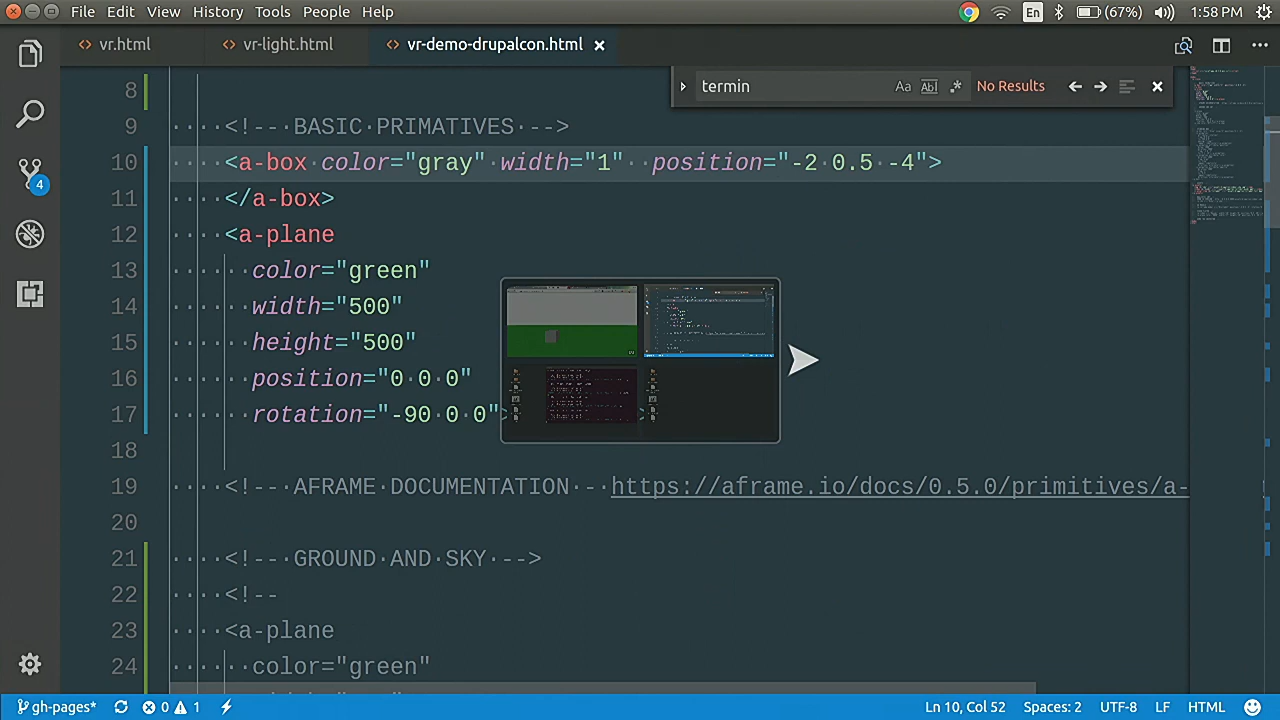 File Edit View History Tools People Help
En (67%) 1:58 PM
vr.html vr-light.html vr-demo-drupalcon.html
termin Aa Abl .* No Results
8
9 ····<!--·BASIC·PRIMATIVES·-->
10 ····<a-box·color="gray"·width="1"··position="-2·0.5·-4">
11 ····</a-box>
12 ····<a-plane
13 ······color="green"
14 ······width="500"
15 ······height="500"
16 ······position="0·0·0"
17 ······rotation="-90·0·0"
18
19 ····<!--·AFRAME·DOCUMENTATION·-·https://aframe.io/docs/0.5.0/primitives/a-
20
21 ····<!--·GROUND·AND·SKY·-->
22 ····<!--
23 ····<a-plane
24 ······color="green"
4
gh-pages* 0 1 Ln 10, Col 52 Spaces: 2 UTF-8 LF HTML